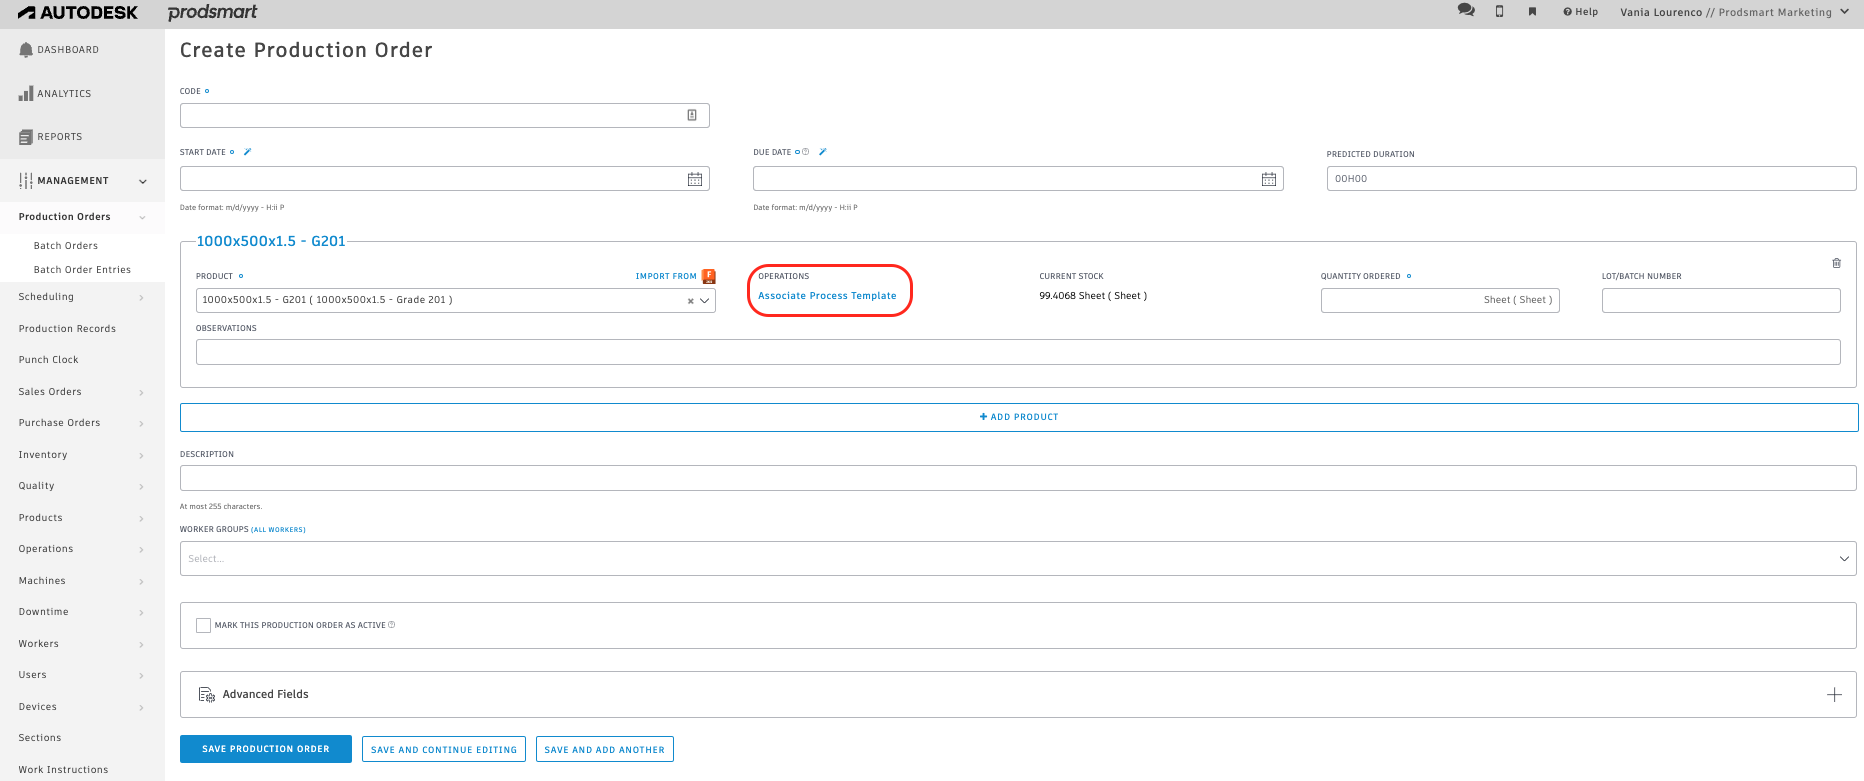 AUTODESK prodsmart
Help Vania Lourenco // Prodsmart Marketing
DASHBOARD
ANALYTICS
REPORTS
MANAGEMENT
Production Orders
Batch Orders
Batch Order Entries
Scheduling
Production Records
Punch Clock
Sales Orders
Purchase Orders
Inventory
Quality
Products
Operations
Machines
Downtime
Workers
Users
Devices
Sections
Work Instructions
Create Production Order
CODE
START DATE
Date format: m/d/yyyy - H:ii P
DUE DATE
Date format: m/d/yyyy - H:ii P
PREDICTED DURATION
00H00
1000x500x1.5 - G201
PRODUCT
IMPORT FROM F
1000x500x1.5 - G201 ( 1000x500x1.5 - Grade 201 )
OPERATIONS
Associate Process Template
CURRENT STOCK
99.4068 Sheet ( Sheet )
QUANTITY ORDERED
Sheet ( Sheet )
LOT/BATCH NUMBER
OBSERVATIONS
+ ADD PRODUCT
DESCRIPTION
At most 255 characters.
WORKER GROUPS (ALL WORKERS)
Select...
MARK THIS PRODUCTION ORDER AS ACTIVE
Advanced Fields
SAVE PRODUCTION ORDER
SAVE AND CONTINUE EDITING
SAVE AND ADD ANOTHER